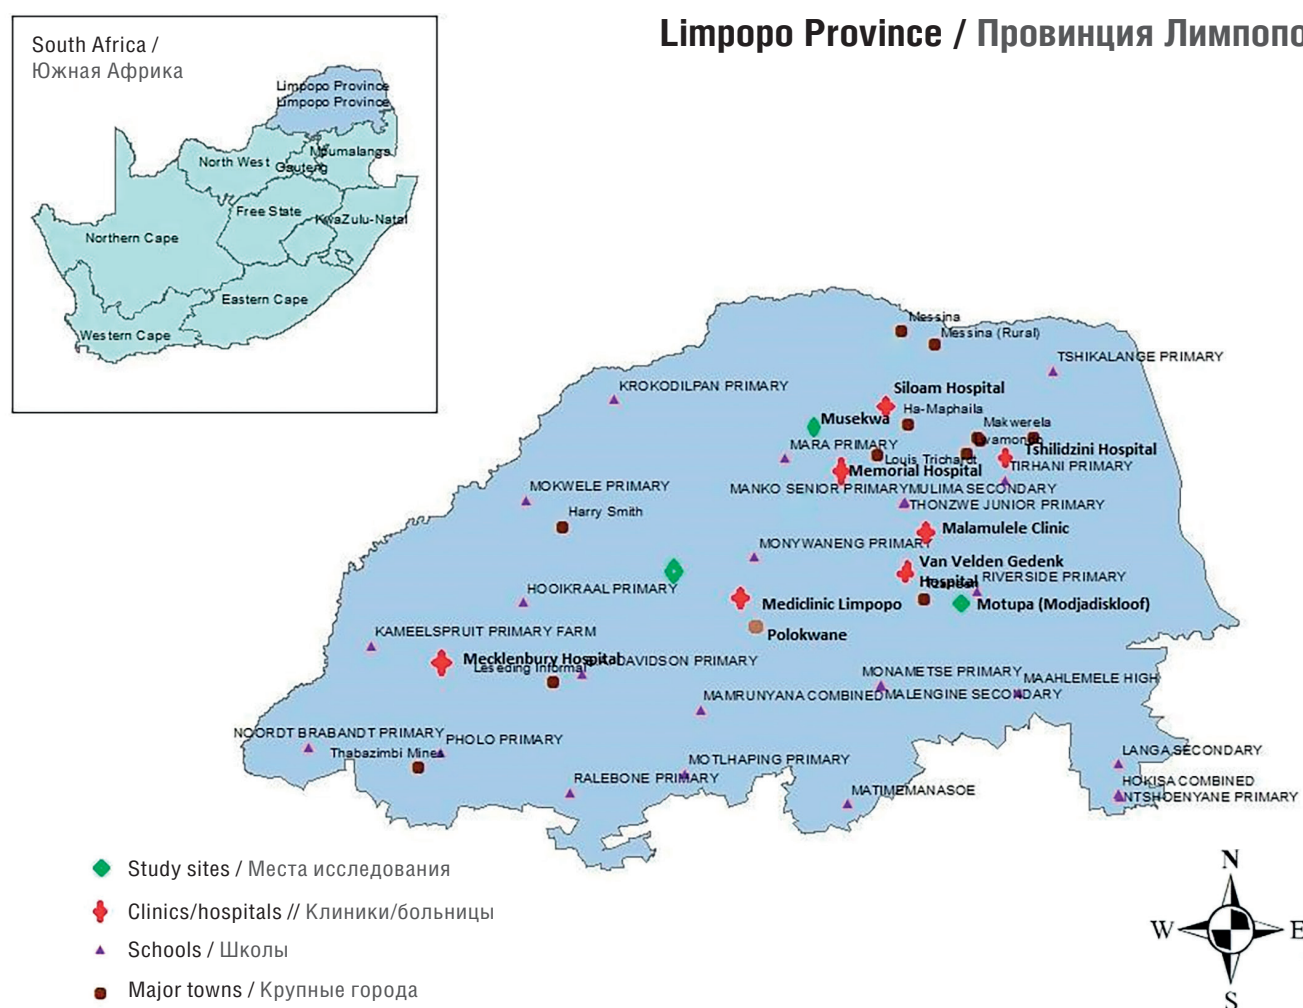 Limpopo Province / Провинция Лимпопо
South Africa /
Южная Африка
Limpopo Province
Limpopo Province
North West
Mpumalanga
Gauteng
Free State
KwaZulu-Natal
Northern Cape
Eastern Cape
Western Cape
Messina
Messina (Rural)
TSHIKALANGE PRIMARY
KROKODILPAN PRIMARY
Siloam Hospital
Ha-Maphaila
Musekwa
Makwerela
Lwamondo
MARA PRIMARY
Tshilidzini Hospital
Louis Trichardt
TIRHANI PRIMARY
Memorial Hospital
MOKWELE PRIMARY
MANKO SENIOR PRIMARY
MULIMA SECONDARY
Harry Smith
THONZWE JUNIOR PRIMARY
Malamulele Clinic
MONYWANENG PRIMARY
Van Velden Gedenk
Hospital
Tzaneen
RIVERSIDE PRIMARY
HOOIKRAAL PRIMARY
Mediclinic Limpopo
Motupa (Modjadiskloof)
KAMEELSPRUIT PRIMARY FARM
Polokwane
Mecklenbury Hospital
DAVIDSON PRIMARY
Leseding Informal
MONAMETSE PRIMARY
MAAHLEMELE HIGH
MAMRUNYANA COMBINED
MALENGINE SECONDARY
NOORDT BRABANDT PRIMARY
PHOLO PRIMARY
Thabazimbi Mines
MOTLHAPING PRIMARY
LANGA SECONDARY
RALEBONE PRIMARY
HOKISA COMBINED
MATIMEMANASOE
NTSHOENYANE PRIMARY
Study sites / Места исследования
Clinics/hospitals // Клиники/больницы
Schools / Школы
Major towns / Крупные города
N
W
E
S